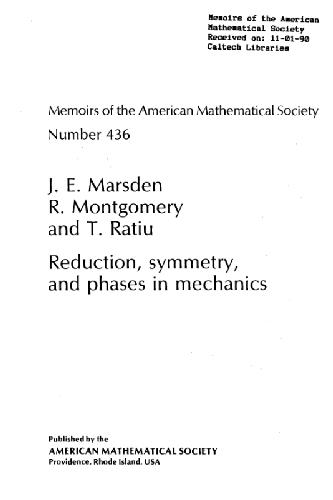 Memoirs of the American
Mathematical Society
Received on: 11-01-90
Caltech Libraries
Memoirs of the American Mathematical Society
Number 436
J. E. Marsden
R. Montgomery
and T. Ratiu
Reduction, symmetry,
and phases in mechanics
Published by the
AMERICAN MATHEMATICAL SOCIETY
Providence, Rhode Island, USA